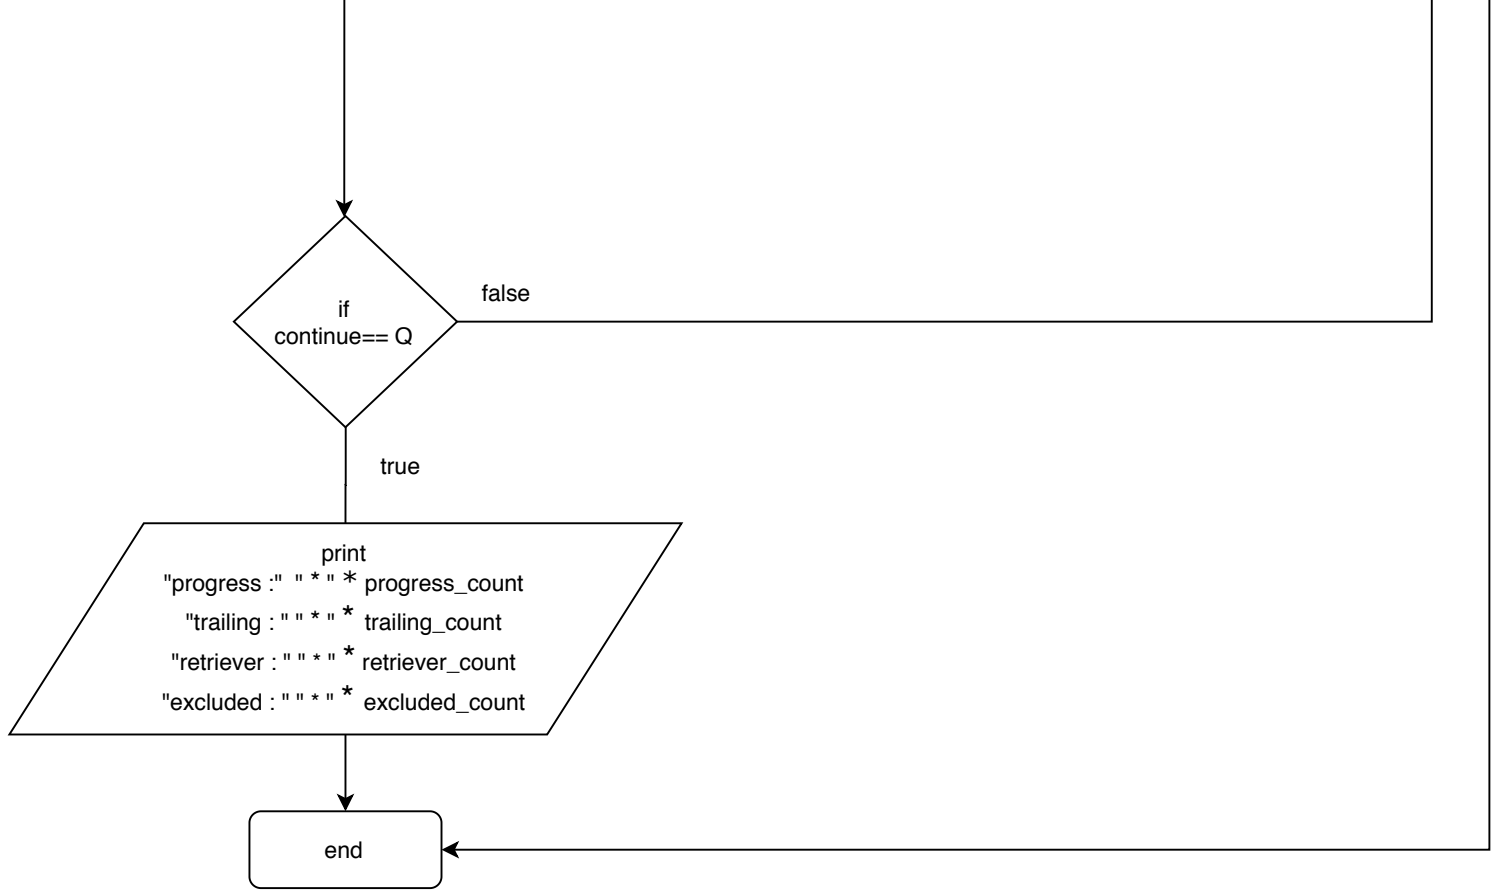 if
continue== Q
false
true
print
"progress :"  " * " * progress_count
"trailing : " " * " * trailing_count
"retriever : " " * " * retriever_count
"excluded : " " * " * excluded_count
end